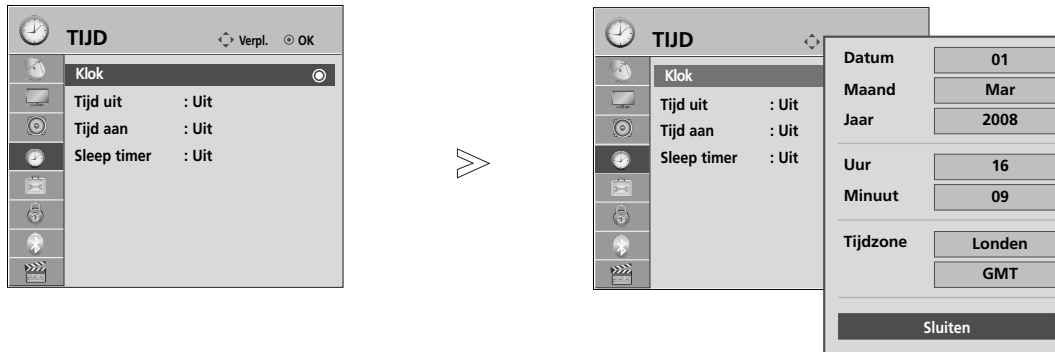 TIJD Verpl. OK
Klok
Tijd uit : Uit
Tijd aan : Uit
Sleep timer : Uit
TIJD
Klok
Tijd uit : Uit
Tijd aan : Uit
Sleep timer : Uit
Datum 01
Maand Mar
Jaar 2008
Uur 16
Minuut 09
Tijdzone Londen
GMT
Sluiten